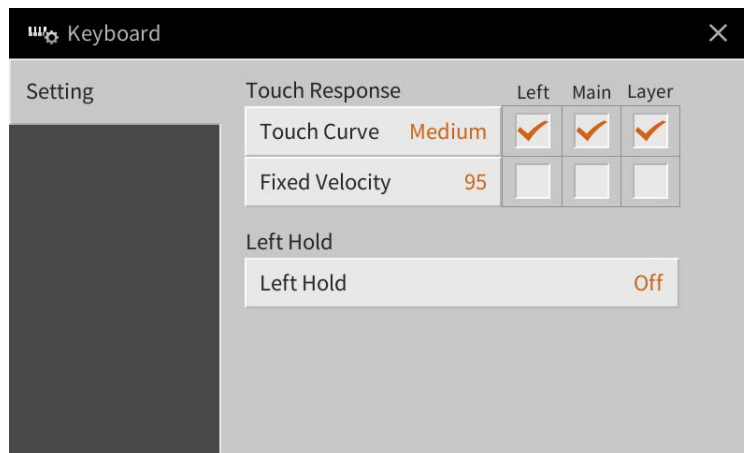 Keyboard
Setting
Touch Response Left Main Layer
Touch Curve Medium
Fixed Velocity 95
Left Hold
Left Hold Off